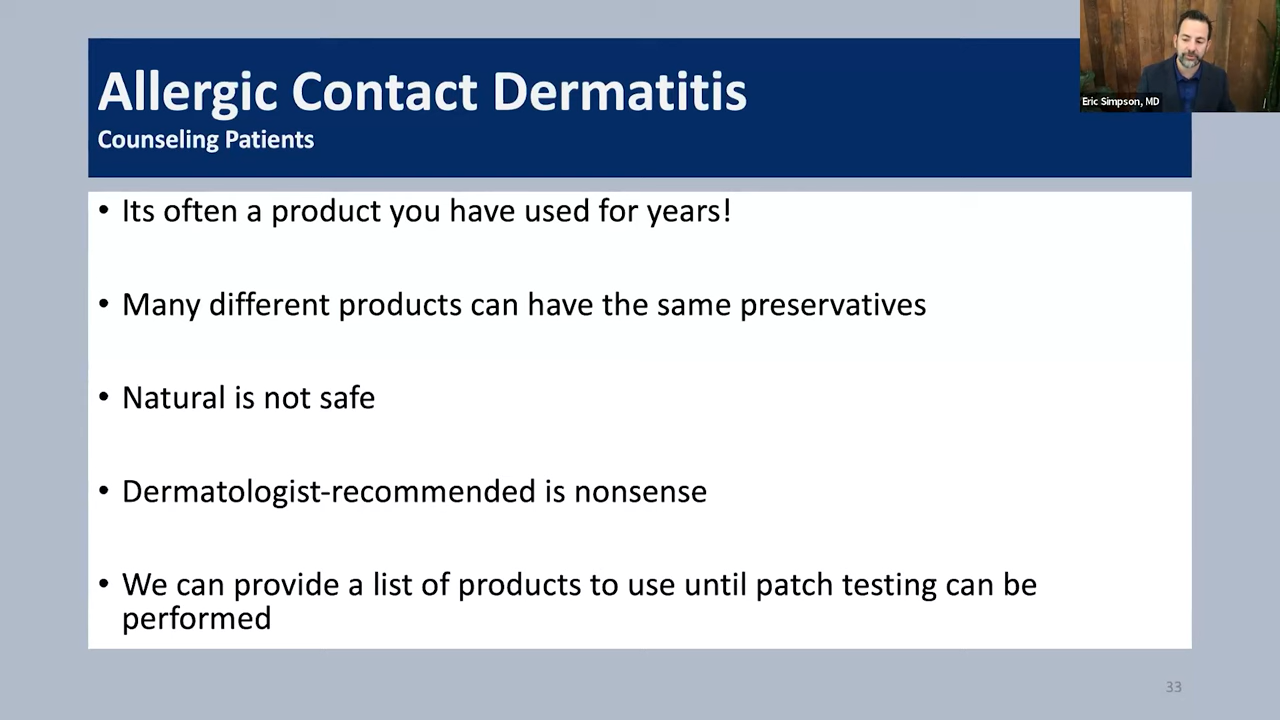 Allergic Contact Dermatitis
Counseling Patients
Eric Simpson, MD
• Its often a product you have used for years!
• Many different products can have the same preservatives
• Natural is not safe
• Dermatologist-recommended is nonsense
• We can provide a list of products to use until patch testing can be
performed
33